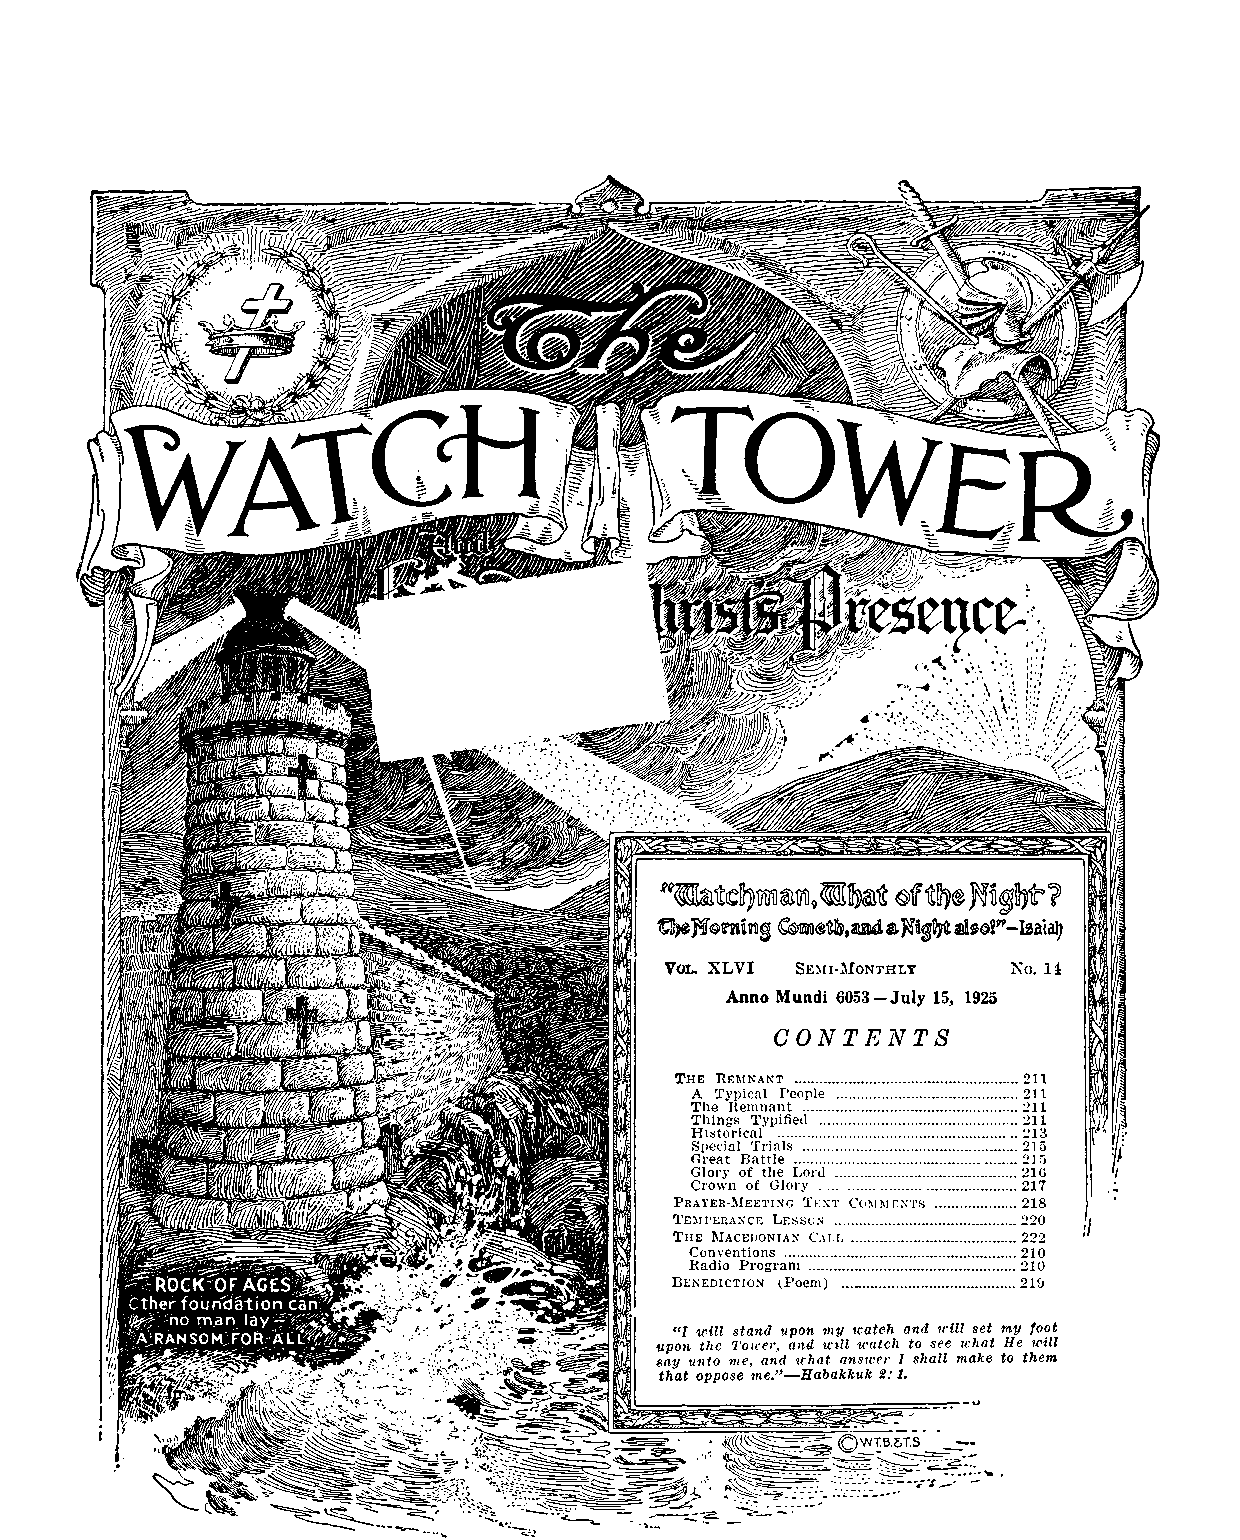 The
WATCH TOWER
And
Christ's Presence
"Watchman, What of the Night?
The Morning Cometh, and a Night also!"—Isaiah
VOL. XLVI SEMI-MONTHLY No. 14
Anno Mundi 6053—July 15, 1925
CONTENTS
THE REMNANT 211
A Typical People 211
The Remnant 211
Things Typified 211
Historical 213
Special Trials 215
Great Battle 215
Glory of the Lord 216
Crown of Glory 217
PRAYER-MEETING TEXT COMMENTS 218
TEMPERANCE LESSON 220
THE MACEDONIAN CALL 222
Conventions 210
Radio Program 210
BENEDICTION (Poem) 219
"I will stand upon my watch and will set my foot
upon the Tower, and will watch to see what He will
say unto me, and what answer I shall make to them
that oppose me."—Habakkuk 2:1.
ROCK OF AGES
Other foundation can
no man lay—
A RANSOM FOR ALL
©W.T.B.&T.S